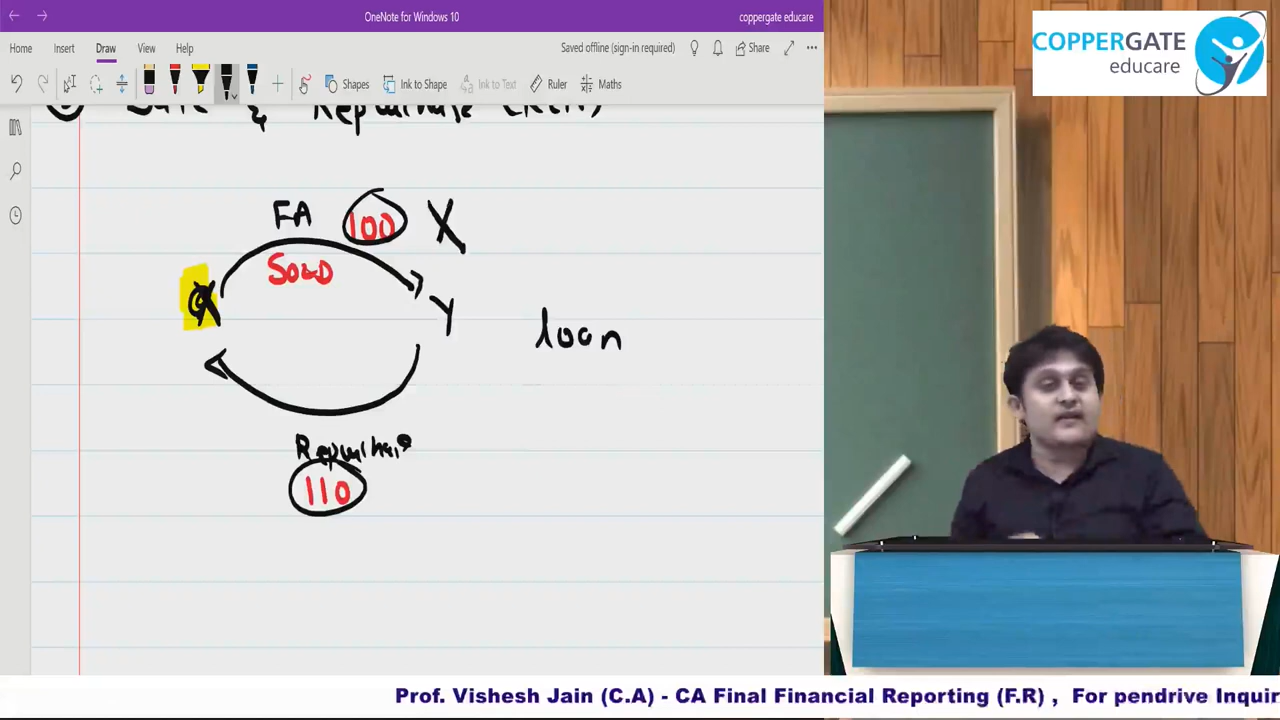 OneNote for Windows 10
coppergate educare
Home Insert Draw View Help
Saved offline (sign-in required)
Share
Shapes
Ink to Shape
Ink to Text
Ruler
Maths
COPPERGATE
educare
&
FA 100 X
SOLD
Y
loan
110
Prof. Vishesh Jain (C.A) - CA Final Financial Reporting (F.R) , For pendrive Inquir